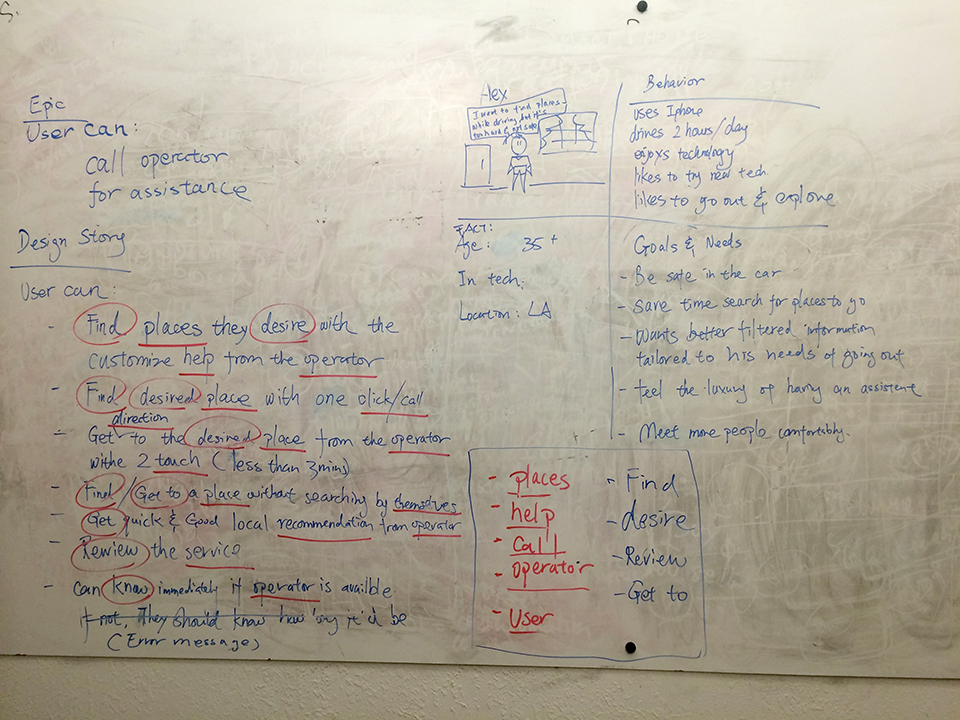 Epic
User can:
call operator
for assistance
Design Story
User can:
- Find places they desire with the
customize help from the operator
- Find desired place with one click/call
direction
- Get to the desired place from the operator
withe 2 touch (less than 3mins)
- Find / Get to a place without searching by themselves
- Get quick & Good local recommendation from operator
- Rewiew the service
- can know immediately if operator is availble.
if not, They should know how long it'd be
(Error message)
Alex
I want to find places
while driving but it's
too hard & not safe
FACT:
Age: 35+
In tech:
Location: LA
Behavior
uses Iphone
drives 2 hours/day
enjoys technology
likes to try new tech.
likes to go out & explore
Goals & Needs
- Be safe in the car
- Save time search for places to go
- Wants better filtered information
tailored to his needs of going out
- feel the luxury of having an assistent
- Meet more people comfortably.
- places
- help
- Call
- operator
- User
- Find
- desire
- Review
- Get to